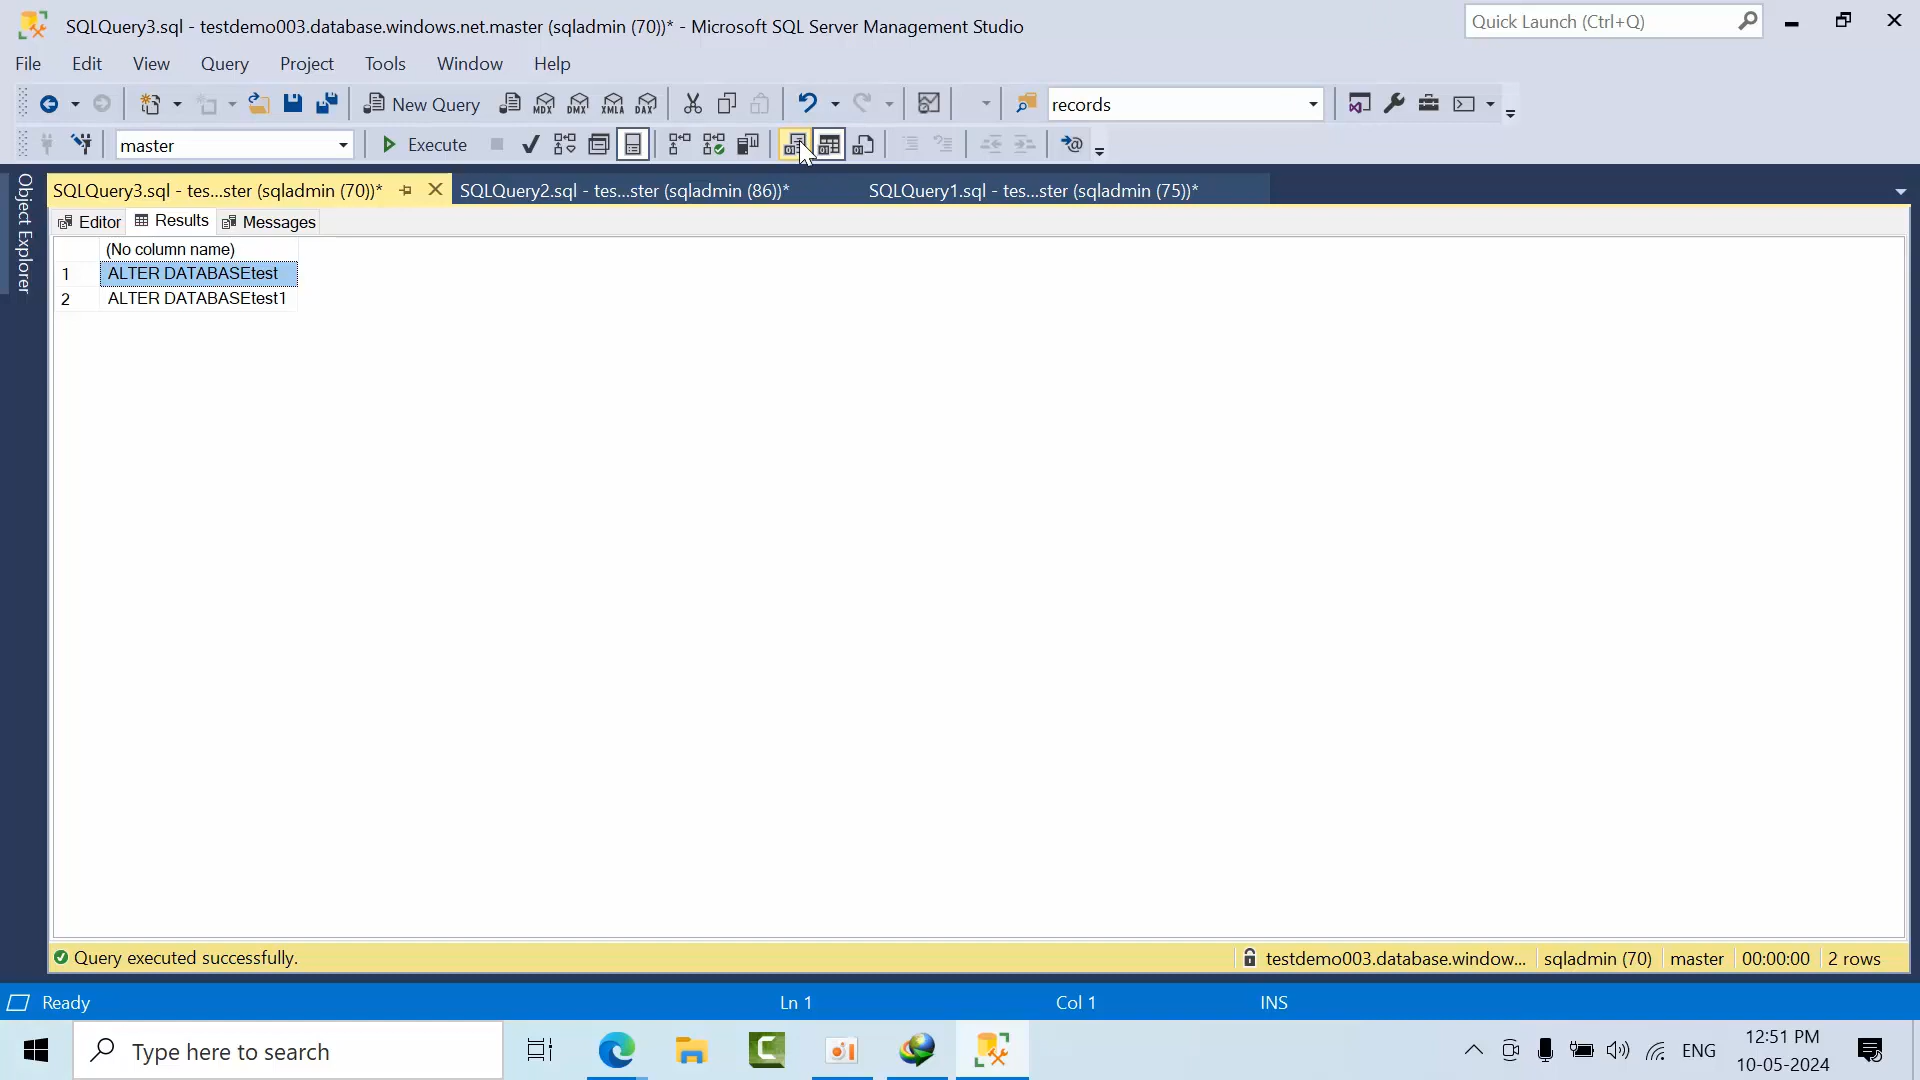 SQLQuery3.sql - testdemo003.database.windows.net.master (sqladmin (70))* - Microsoft SQL Server Management Studio
Quick Launch (Ctrl+Q)
File Edit View Query Project Tools Window Help
New Query MDX DMX XMLA DAX records
master Execute
Object Explorer
SQLQuery3.sql - tes...ster (sqladmin (70))* SQLQuery2.sql - tes...ster (sqladmin (86))* SQLQuery1.sql - tes...ster (sqladmin (75))*
Editor Results Messages
(No column name)
1 ALTER DATABASEtest
2 ALTER DATABASEtest1
Query executed successfully. testdemo003.database.window... sqladmin (70) master 00:00:00 2 rows
Ready Ln 1 Col 1 INS
Type here to search ENG 12:51 PM
10-05-2024